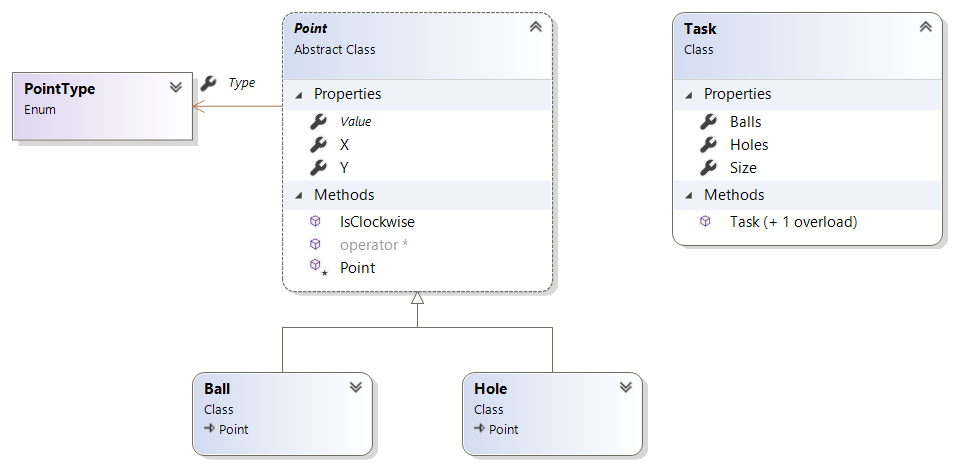 PointType
Enum
Type
Point
Abstract Class
Properties
Value
X
Y
Methods
IsClockwise
operator *
Point
Task
Class
Properties
Balls
Holes
Size
Methods
Task (+ 1 overload)
Ball
Class
Point
Hole
Class
Point